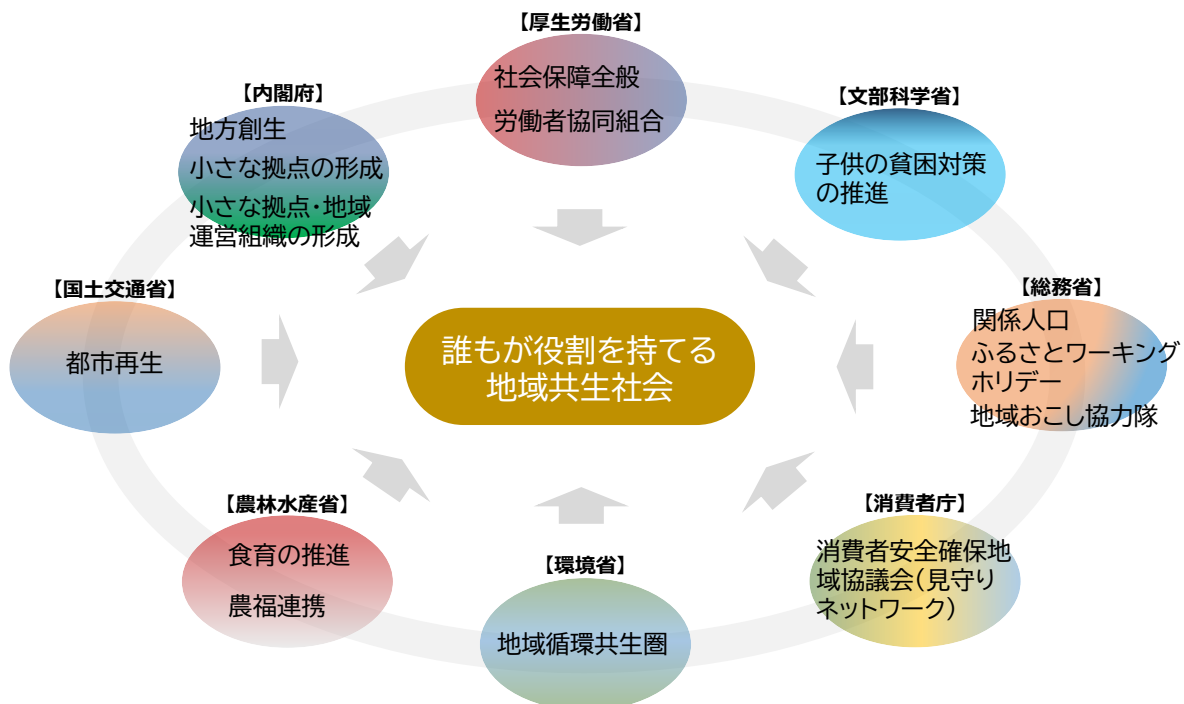 【厚生労働省】
社会保障全般
労働者協同組合
【内閣府】
地方創生
小さな拠点の形成
小さな拠点・地域
運営組織の形成
【文部科学省】
子供の貧困対策
の推進
【国土交通省】
都市再生
誰もが役割を持てる
地域共生社会
【総務省】
関係人口
ふるさとワーキング
ホリデー
地域おこし協力隊
【農林水産省】
食育の推進
農福連携
【環境省】
地域循環共生圏
【消費者庁】
消費者安全確保地
域協議会（見守り
ネットワーク）